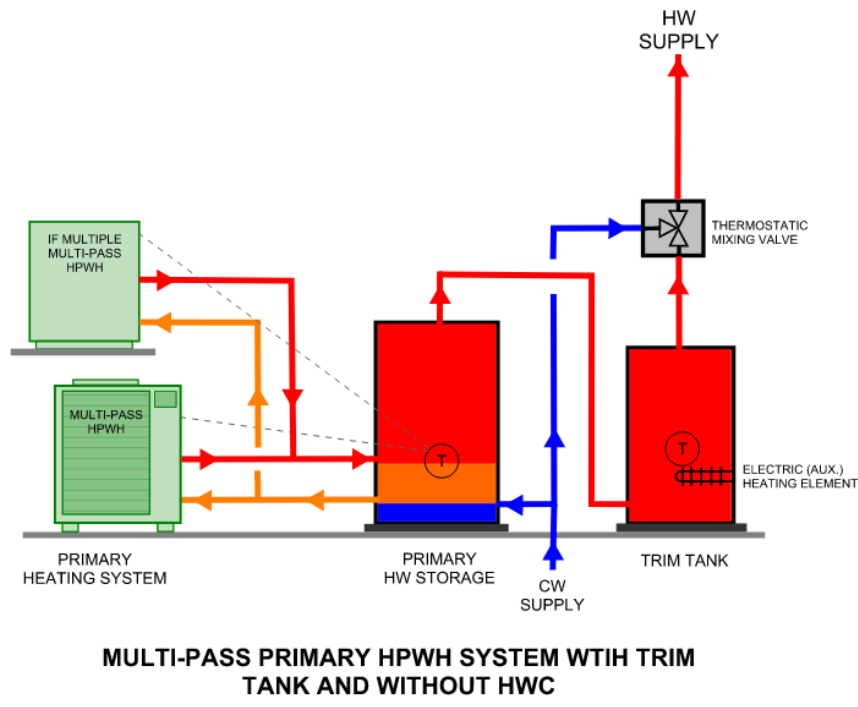 HW
SUPPLY
IF MULTIPLE
MULTI-PASS
HPWH
THERMOSTATIC
MIXING VALVE
MULTI-PASS
HPWH
T
T
ELECTRIC (AUX.)
HEATING ELEMENT
PRIMARY
HEATING SYSTEM
PRIMARY
HW STORAGE
CW
SUPPLY
TRIM TANK
MULTI-PASS PRIMARY HPWH SYSTEM WTIH TRIM
TANK AND WITHOUT HWC